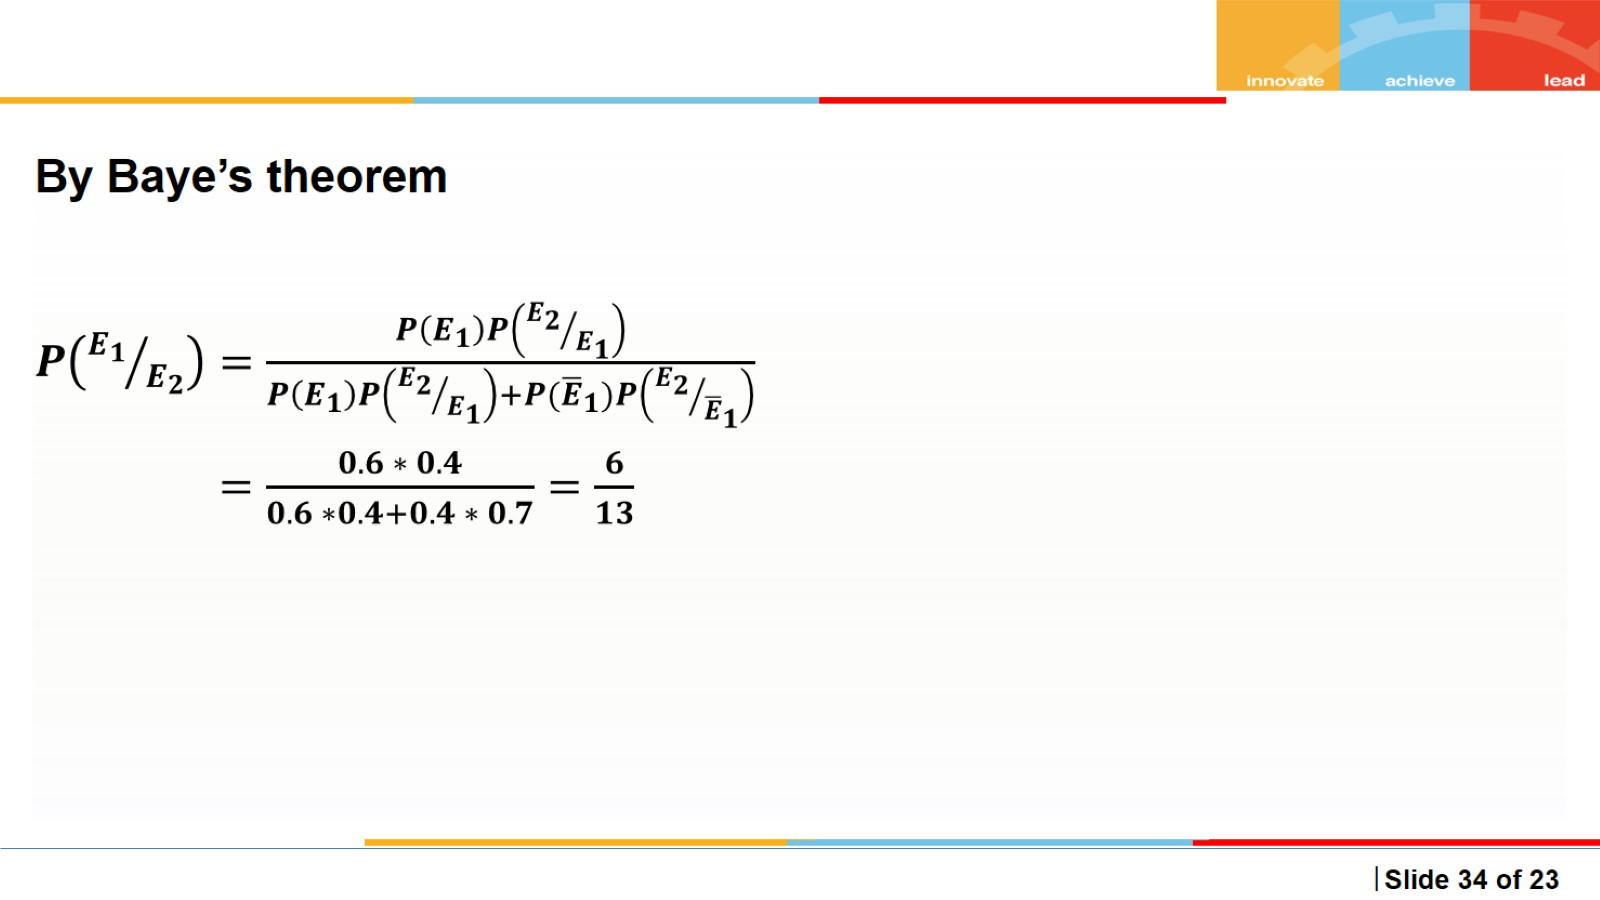 innovate achieve lead
By Baye's theorem
P(E₁/E₂) = P(E₁)P(E₂/E₁) / P(E₁)P(E₂/E₁)+P(Ē₁)P(E₂/Ē₁)
= 0.6 * 0.4 / 0.6 *0.4+0.4 * 0.7 = 6/13
Slide 34 of 23